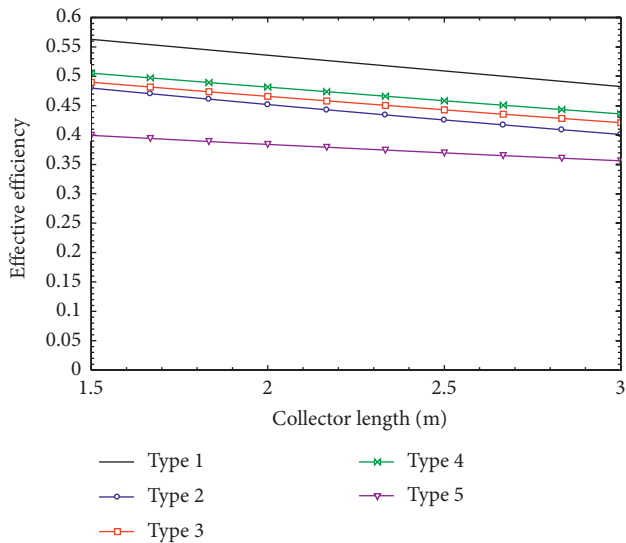 0.6
0.55
0.5
0.45
0.4
0.35
0.3
0.25
0.2
0.15
0.1
0.05
0
Effective efficiency
1.5 2 2.5 3
Collector length (m)
Type 1
Type 2
Type 3
Type 4
Type 5